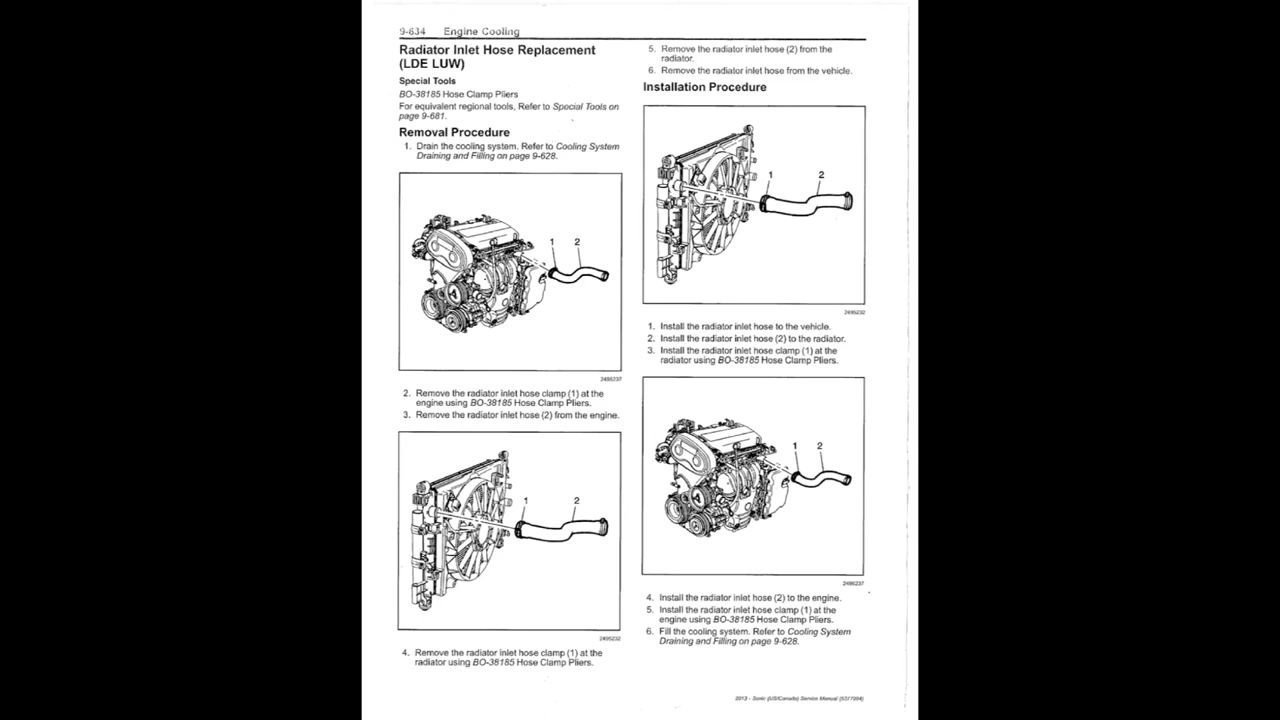 9-634 Engine Cooling
Radiator Inlet Hose Replacement
(LDE LUW)
Special Tools
BO-38185 Hose Clamp Pliers
For equivalent regional tools, Refer to Special Tools on
page 9-681.
Removal Procedure
1. Drain the cooling system. Refer to Cooling System
Draining and Filling on page 9-628.
1 2
2495237
2. Remove the radiator inlet hose clamp (1) at the
engine using BO-38185 Hose Clamp Pliers.
3. Remove the radiator inlet hose (2) from the engine.
1 2
2495232
4. Remove the radiator inlet hose clamp (1) at the
radiator using BO-38185 Hose Clamp Pliers.
5. Remove the radiator inlet hose (2) from the
radiator.
6. Remove the radiator inlet hose from the vehicle.
Installation Procedure
1 2
2495232
1. Install the radiator inlet hose to the vehicle.
2. Install the radiator inlet hose (2) to the radiator.
3. Install the radiator inlet hose clamp (1) at the
radiator using BO-38185 Hose Clamp Pliers.
1 2
2495237
4. Install the radiator inlet hose (2) to the engine.
5. Install the radiator inlet hose clamp (1) at the
engine using BO-38185 Hose Clamp Pliers.
6. Fill the cooling system. Refer to Cooling System
Draining and Filling on page 9-628.
2013 - Sonic (US/Canada) Service Manual